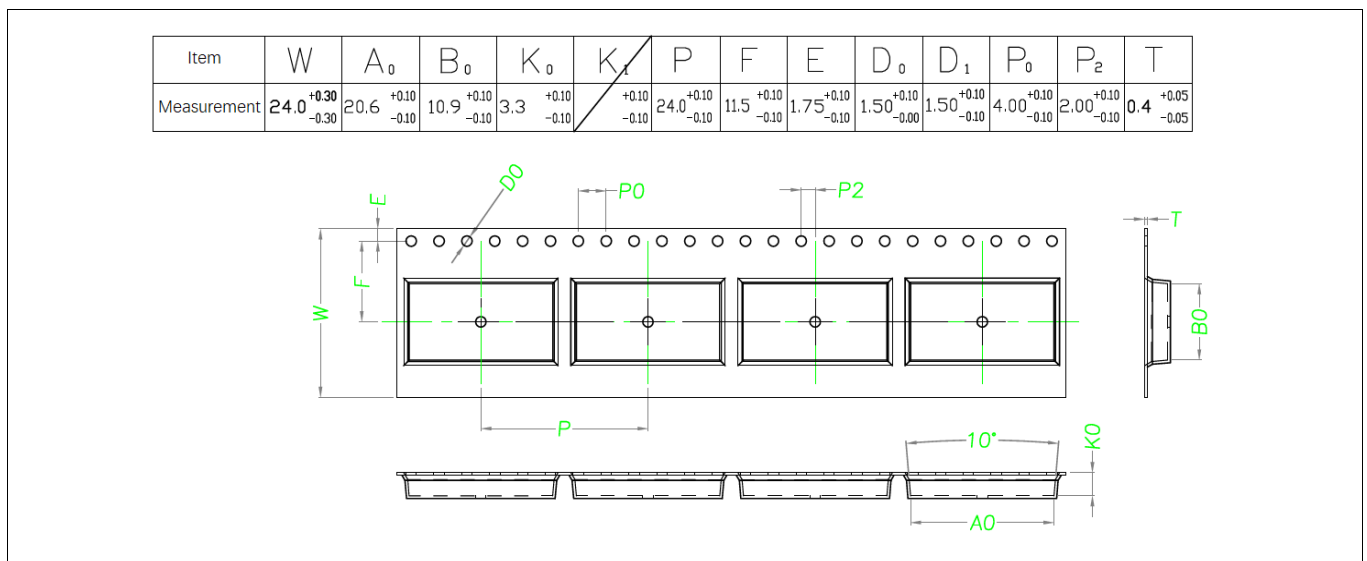 Item W A₀ B₀ K₀ K₁ P F E D₀ D₁ P₀ P₂ T
Measurement 24.0 +0.30 -0.30 20.6 +0.10 -0.10 10.9 +0.10 -0.10 3.3 +0.10 -0.10 +0.10 -0.10 24.0 +0.10 -0.10 11.5 +0.10 -0.10 1.75 +0.10 -0.10 1.50 +0.10 -0.00 1.50 +0.10 -0.10 4.00 +0.10 -0.10 2.00 +0.10 -0.10 0.4 +0.05 -0.05
E D0 P0 P2 T
F
W
B0
P
10°
K0
A0